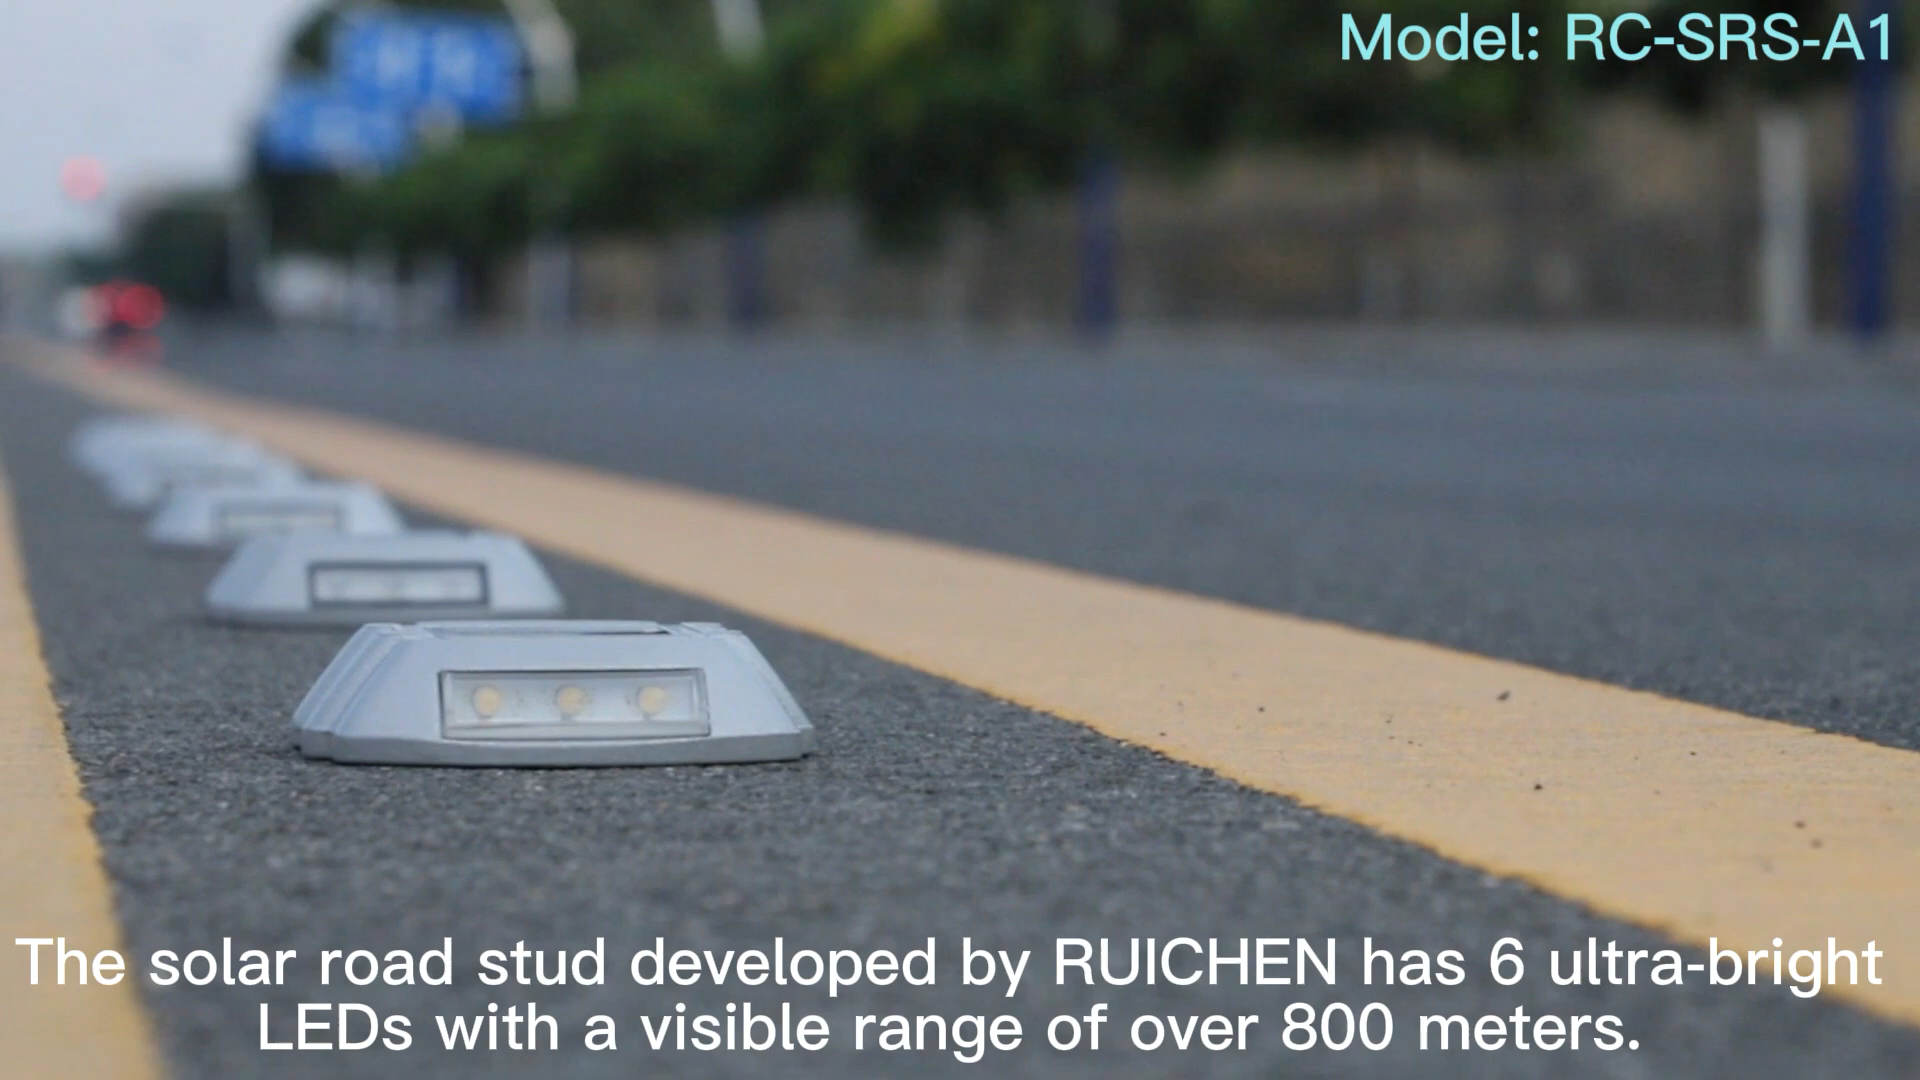 Model: RC-SRS-A1
The solar road stud developed by RUICHEN has 6 ultra-bright
LEDs with a visible range of over 800 meters.